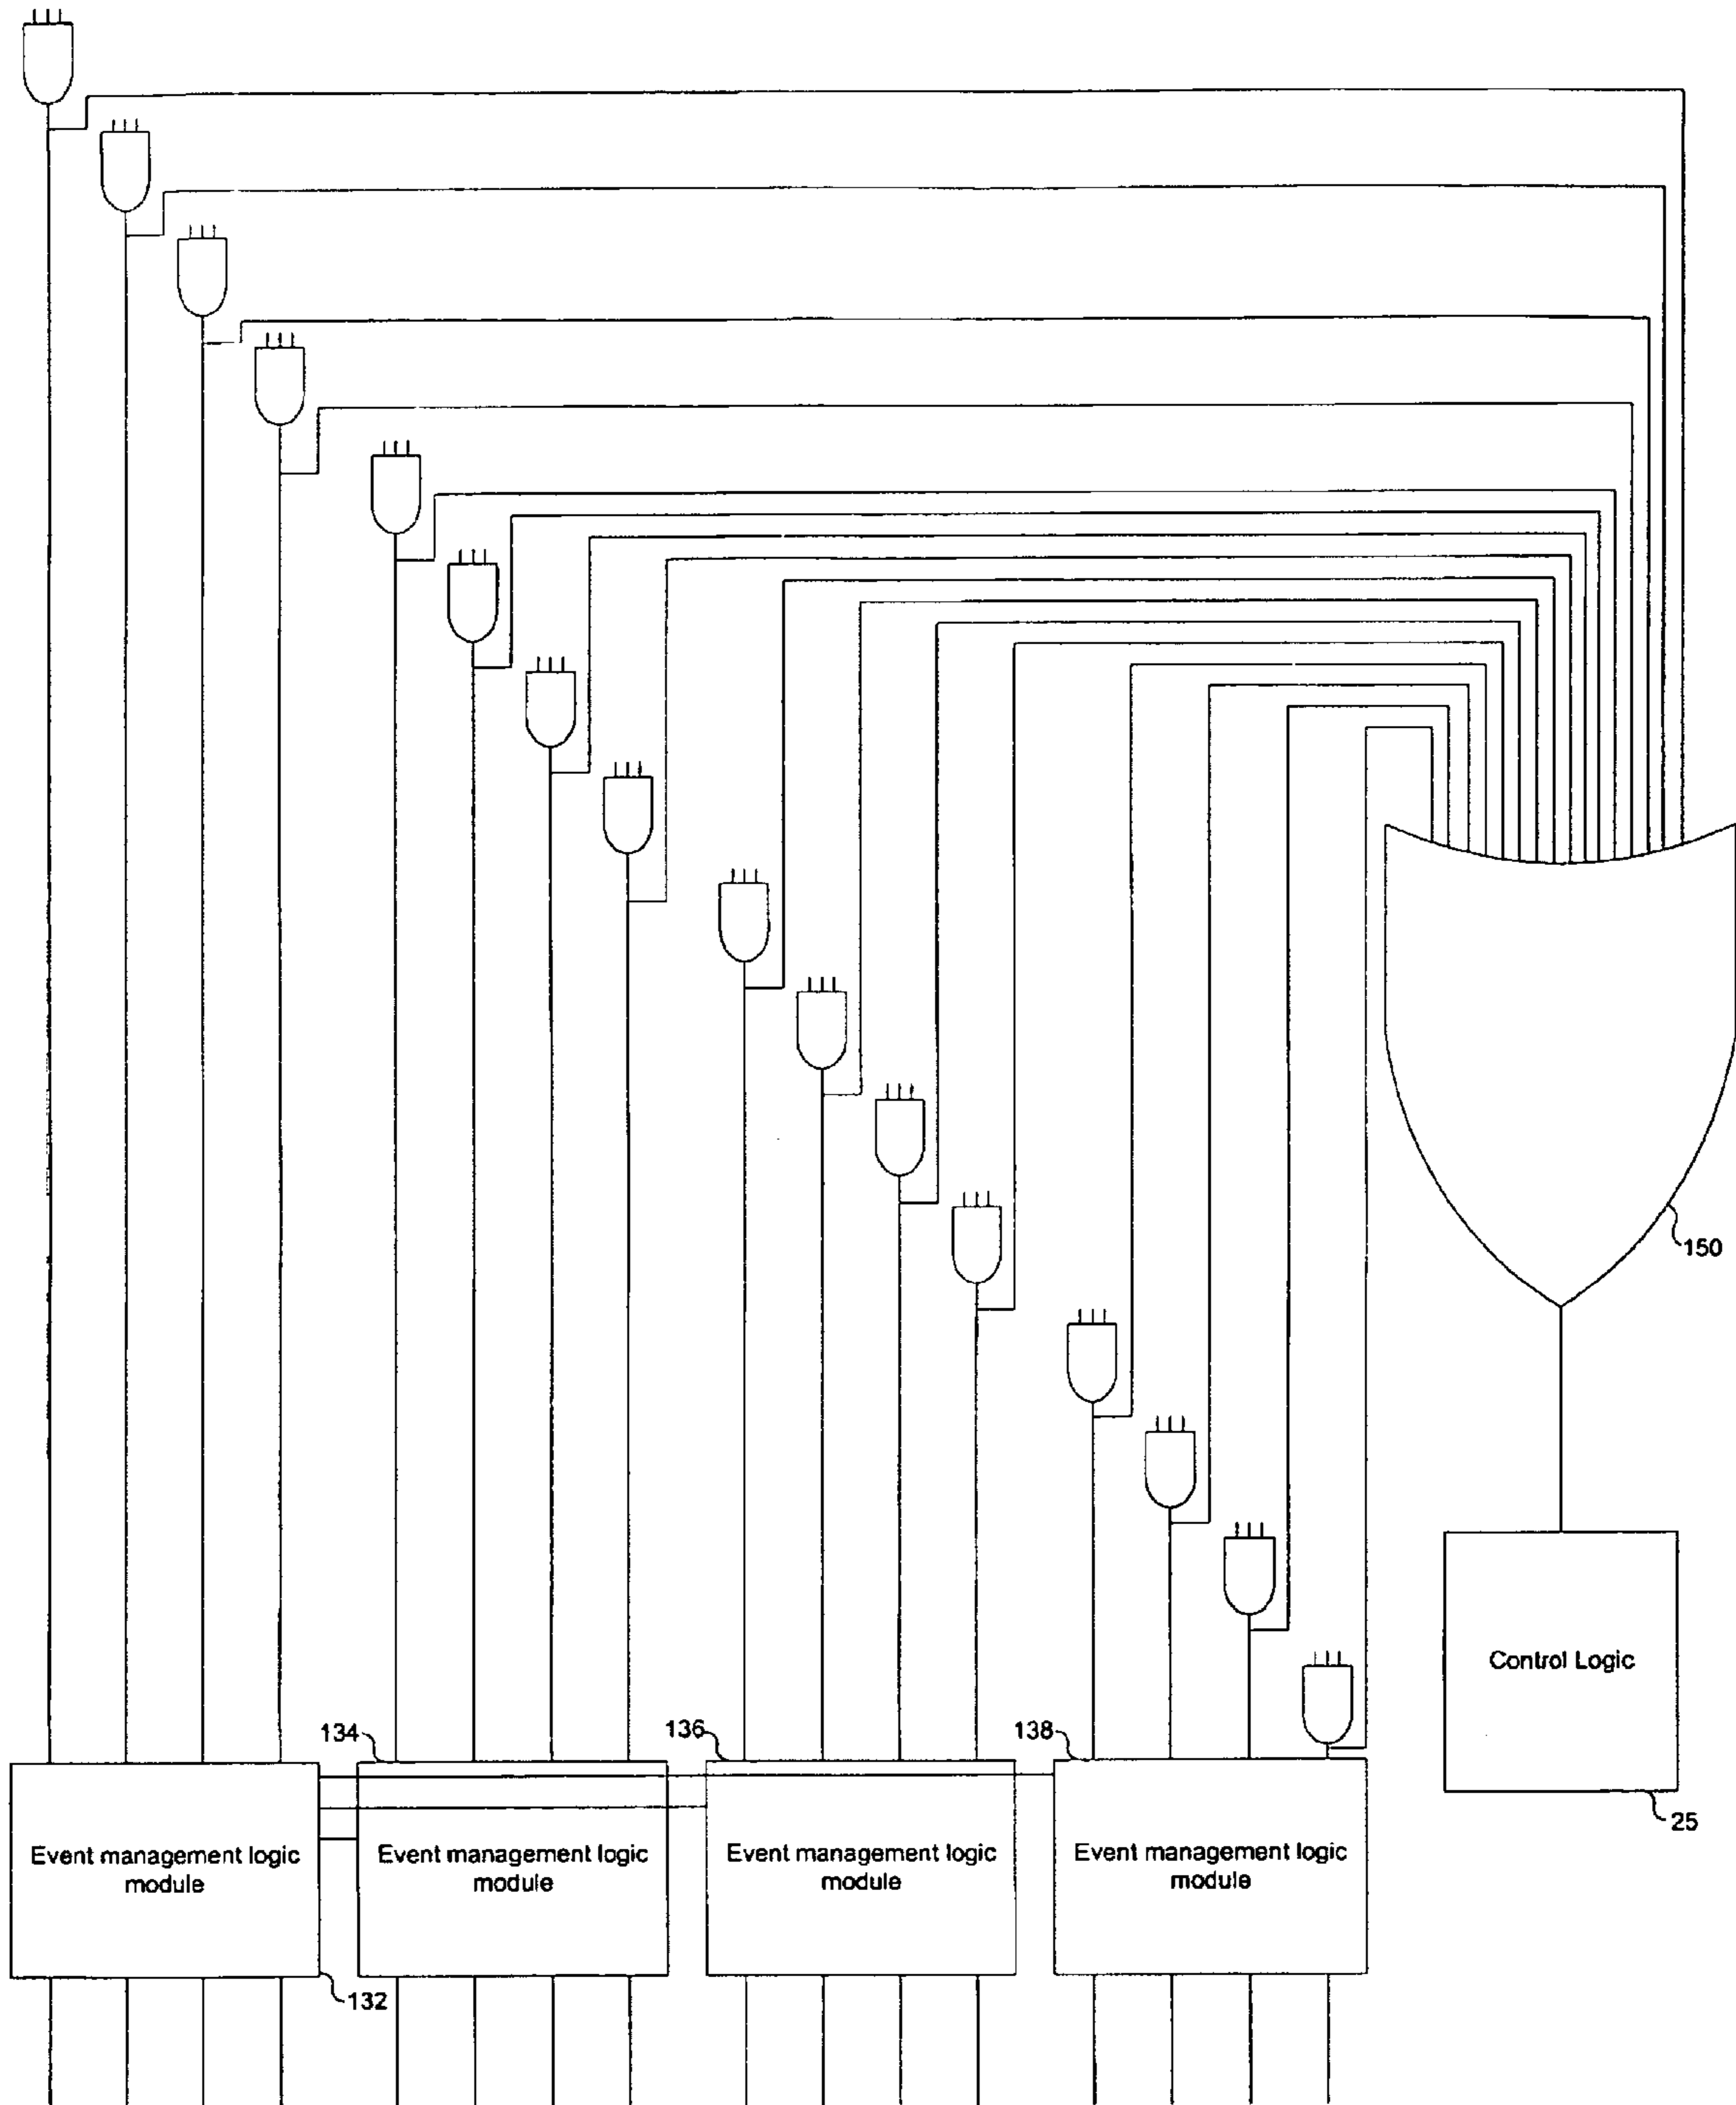 150
Control Logic
134
136
138
25
Event management logic
module
Event management logic
module
Event management logic
module
Event management logic
module
132